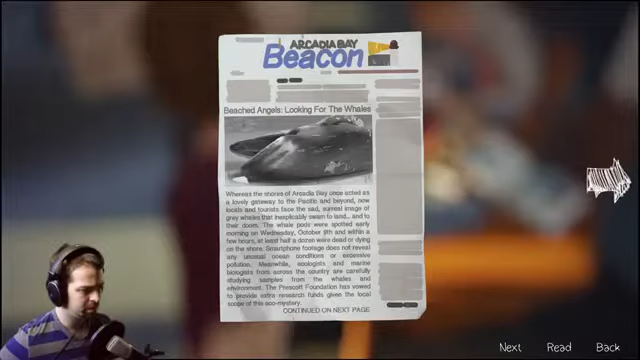 ARCADIA BAY
Beacon
Beached Angels: Looking For The Whales
Whereas the shores of Arcadia Bay once acted as
a lovely gateway to the Pacific and beyond, now
locals and tourists face the sad, surreal image of
grey whales that inexplicably swam to land... and to
their doom. The whale pods were spotted early
morning on Wednesday, October 9th and within a
few hours, at least half a dozen were dead or dying
on the shore. Smartphone footage does not reveal
any unusual ocean conditions or excessive
pollution. Meanwhile, ecologists and marine
biologists from across the country are carefully
studying samples from the whales and
environment. The Prescott Foundation has vowed
to provide extra research funds given the local
scope of this eco-mystery.
CONTINUED ON NEXT PAGE
Next Read Back